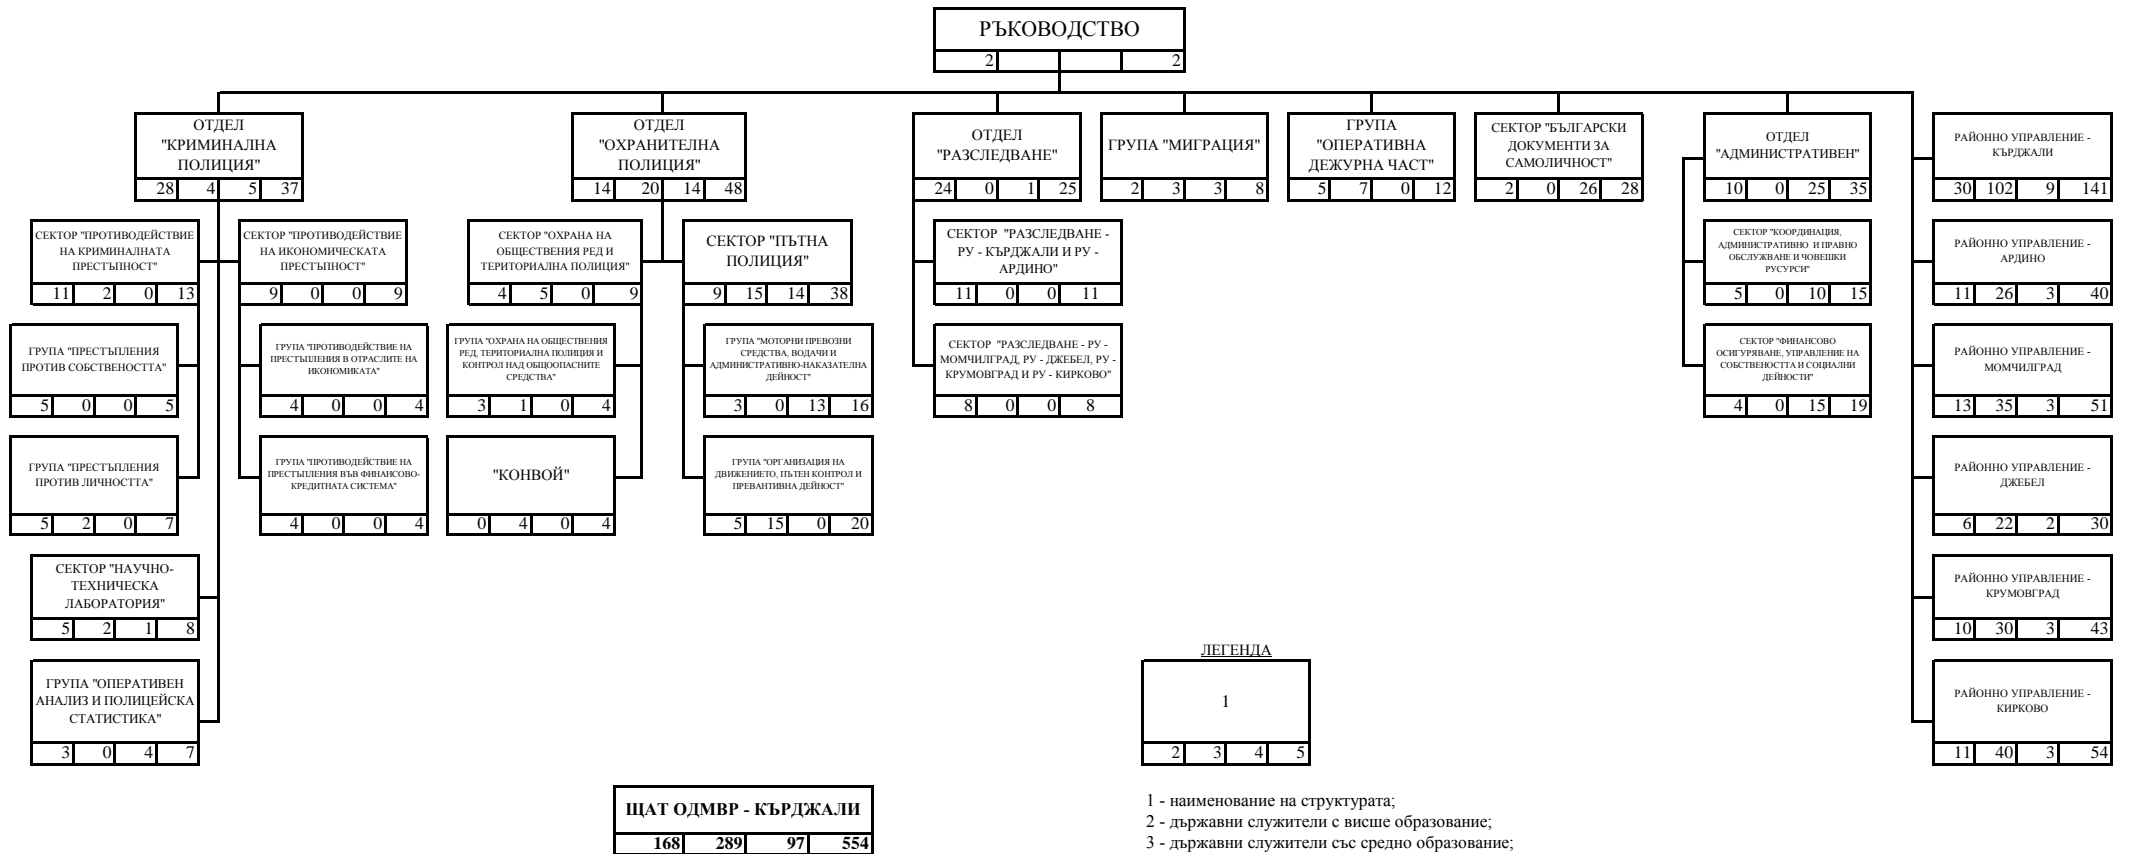 РЪКОВОДСТВО
2 2
ОТДЕЛ
"КРИМИНАЛНА
ПОЛИЦИЯ"
28 4 5 37
ОТДЕЛ
"ОХРАНИТЕЛНА
ПОЛИЦИЯ"
14 20 14 48
ОТДЕЛ
"РАЗСЛЕДВАНЕ"
24 0 1 25
ГРУПА "МИГРАЦИЯ"
2 3 3 8
ГРУПА
"ОПЕРАТИВНА
ДЕЖУРНА ЧАСТ"
5 7 0 12
СЕКТОР "БЪЛГАРСКИ
ДОКУМЕНТИ ЗА
САМОЛИЧНОСТ"
2 0 26 28
ОТДЕЛ
"АДМИНИСТРАТИВЕН"
10 0 25 35
РАЙОННО УПРАВЛЕНИЕ -
КЪРДЖАЛИ
30 102 9 141
СЕКТОР "ПРОТИВОДЕЙСТВИЕ
НА КРИМИНАЛНАТА
ПРЕСТЪПНОСТ"
11 2 0 13
СЕКТОР "ПРОТИВОДЕЙСТВИЕ
НА ИКОНОМИЧЕСКАТА
ПРЕСТЪПНОСТ"
9 0 0 9
СЕКТОР "ОХРАНА НА
ОБЩЕСТВЕНИЯ РЕД И
ТЕРИТОРИАЛНА ПОЛИЦИЯ"
4 5 0 9
СЕКТОР "ПЪТНА
ПОЛИЦИЯ"
9 15 14 38
СЕКТОР "РАЗСЛЕДВАНЕ -
РУ - КЪРДЖАЛИ И РУ -
АРДИНО"
11 0 0 11
СЕКТОР "КООРДИНАЦИЯ,
АДМИНИСТРАТИВНО И ПРАВНО
ОБСЛУЖВАНЕ И ЧОВЕШКИ
РУСУРСИ"
5 0 10 15
РАЙОННО УПРАВЛЕНИЕ -
АРДИНО
11 26 3 40
ГРУПА "ПРЕСТЪПЛЕНИЯ
ПРОТИВ СОБСТВЕНОСТТА"
5 0 0 5
ГРУПА "ПРОТИВОДЕЙСТВИЕ НА
ПРЕСТЪПЛЕНИЯ В ОТРАСЛИТЕ НА
ИКОНОМИКАТА"
4 0 0 4
ГРУПА "ОХРАНА НА ОБЩЕСТВЕНИЯ
РЕД, ТЕРИТОРИАЛНА ПОЛИЦИЯ И
КОНТРОЛ НАД ОБЩООПАСНИТЕ
СРЕДСТВА"
3 1 0 4
ГРУПА "МОТОРНИ ПРЕВОЗНИ
СРЕДСТВА, ВОДАЧИ И
АДМИНИСТРАТИВНО-НАКАЗАТЕЛНА
ДЕЙНОСТ"
3 0 13 16
СЕКТОР "РАЗСЛЕДВАНЕ - РУ -
МОМЧИЛГРАД, РУ - ДЖЕБЕЛ, РУ -
КРУМОВГРАД И РУ - КИРКОВО"
8 0 0 8
СЕКТОР "ФИНАНСОВО
ОСИГУРЯВАНЕ, УПРАВЛЕНИЕ НА
СОБСТВЕНОСТТА И СОЦИАЛНИ
ДЕЙНОСТИ"
4 0 15 19
РАЙОННО УПРАВЛЕНИЕ -
МОМЧИЛГРАД
13 35 3 51
ГРУПА "ПРЕСТЪПЛЕНИЯ
ПРОТИВ ЛИЧНОСТТА"
5 2 0 7
ГРУПА "ПРОТИВОДЕЙСТВИЕ НА
ПРЕСТЪПЛЕНИЯ ВЪВ ФИНАНСОВО-
КРЕДИТНАТА СИСТЕМА"
4 0 0 4
"КОНВОЙ"
0 4 0 4
ГРУПА "ОРГАНИЗАЦИЯ НА
ДВИЖЕНИЕТО, ПЪТЕН КОНТРОЛ И
ПРЕВАНТИВНА ДЕЙНОСТ"
5 15 0 20
РАЙОННО УПРАВЛЕНИЕ -
ДЖЕБЕЛ
6 22 2 30
СЕКТОР "НАУЧНО-
ТЕХНИЧЕСКА
ЛАБОРАТОРИЯ"
5 2 1 8
РАЙОННО УПРАВЛЕНИЕ -
КРУМОВГРАД
10 30 3 43
ГРУПА "ОПЕРАТИВЕН
АНАЛИЗ И ПОЛИЦЕЙСКА
СТАТИСТИКА"
3 0 4 7
ЛЕГЕНДА
1
2 3 4 5
РАЙОННО УПРАВЛЕНИЕ -
КИРКОВО
11 40 3 54
ЩАТ ОДМВР - КЪРДЖАЛИ
168 289 97 554
1 - наименование на структурата;
2 - държавни служители с висше образование;
3 - държавни служители със средно образование;